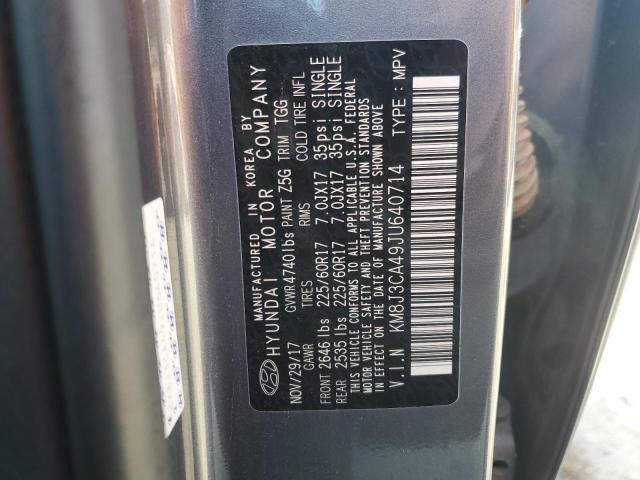 MANUFACTURED IN KOREA BY
HYUNDAI MOTOR COMPANY
NOV/29/17 GVWR 4740lbs PAINT Z5G TRIM TGG
GAWR TIRES RIMS COLD TIRE INFL
FRONT 2646 lbs 225/60R17 7.0JX17 35psi SINGLE
REAR 2535 lbs 225/60R17 7.0JX17 35psi SINGLE
THIS VEHICLE CONFORMS TO ALL APPLICABLE U.S.A. FEDERAL
MOTOR VEHICLE SAFETY AND THEFT PREVENTION STANDARDS
IN EFFECT ON THE DATE OF MANUFACTURE SHOWN ABOVE
V.I.N KM8J3CA49JU640714 TYPE : MPV